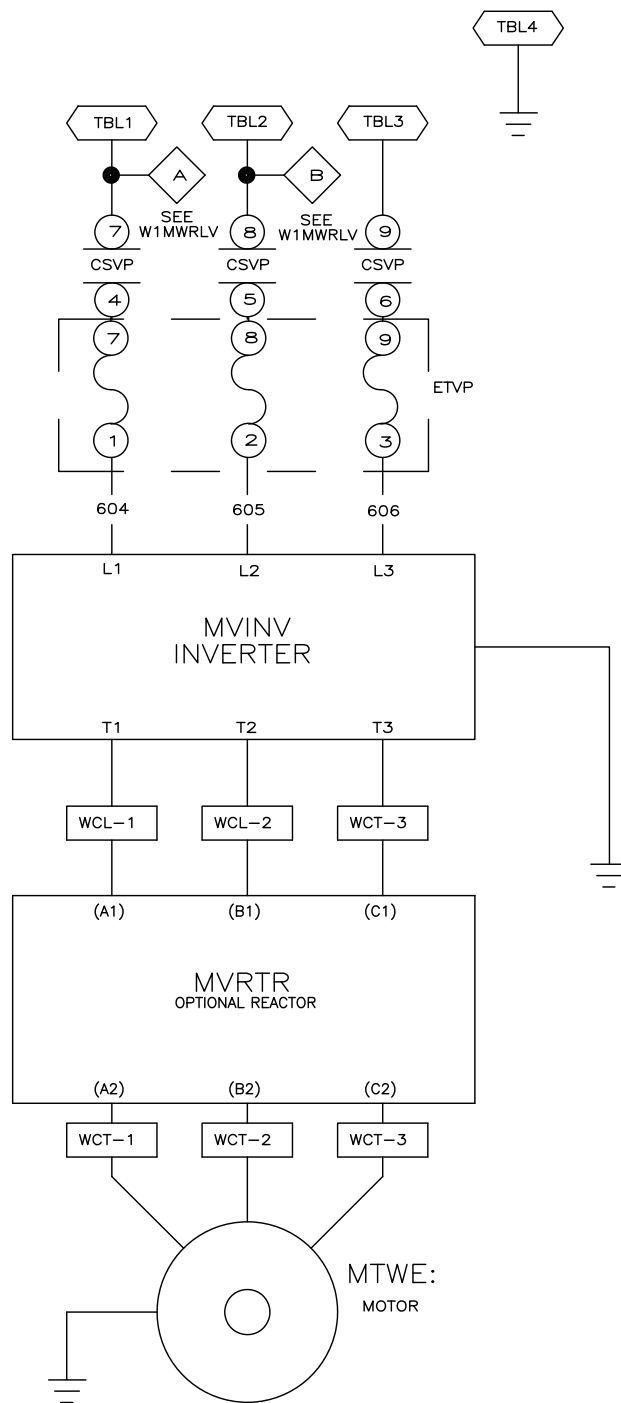 TBL4
TBL1 TBL2 TBL3
A B
7 SEE W1MWRLV 8 SEE W1MWRLV 9
CSVP CSVP CSVP
4 5 6
7 8 9
ETVP
1 2 3
604 605 606
L1 L2 L3
MVINV
INVERTER
T1 T2 T3
WCL-1 WCL-2 WCT-3
(A1) (B1) (C1)
MVRTR
OPTIONAL REACTOR
(A2) (B2) (C2)
WCT-1 WCT-2 WCT-3
MTWE:
MOTOR